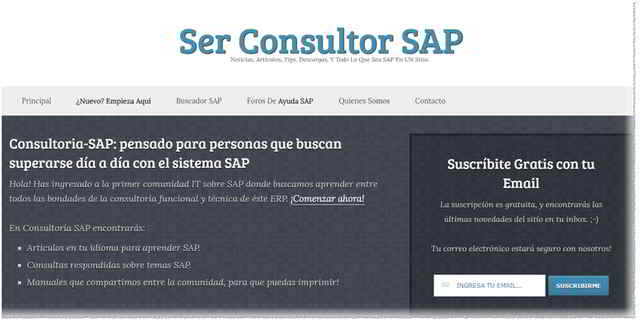 Ser Consultor SAP
Noticias, Artículos, Tips, Descargas, Y Todo Lo Que Sea SAP En UN Sitio.
Principal ¿Nuevo? Empieza Aquí Buscador SAP Foros De Ayuda SAP Quienes Somos Contacto
Consultoria-SAP: pensado para personas que buscan
superarse día a día con el sistema SAP
Hola! Has ingresado a la primer comunidad IT sobre SAP donde buscamos aprender entre
todos las bondades de la consultoría funcional y técnica de éste ERP. ¡Comenzar ahora!
En Consultoría SAP encontrarás:
Artículos en tu idioma para aprender SAP.
Consultas respondidas sobre temas SAP.
Manuales que compartimos entre la comunidad, para que puedas imprimir!
Suscríbite Gratis con tu
Email
La suscripción es gratuita, y encontrarás las
últimas novedades del sitio en tu inbox. ;-)
Tu correo electrónico estará seguro con nosotros!
INGRESA TU EMAIL... SUSCRIBIRME